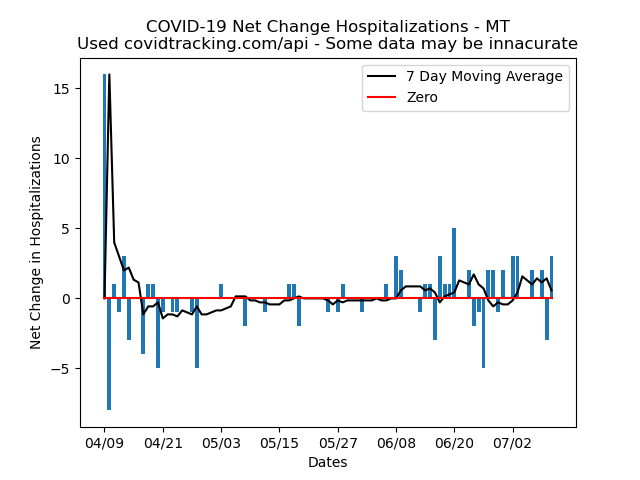 COVID-19 Net Change Hospitalizations - MT
Used covidtracking.com/api - Some data may be innacurate
7 Day Moving Average
Zero
Net Change in Hospitalizations
15
10
5
0
−5
04/09 04/21 05/03 05/15 05/27 06/08 06/20 07/02
Dates